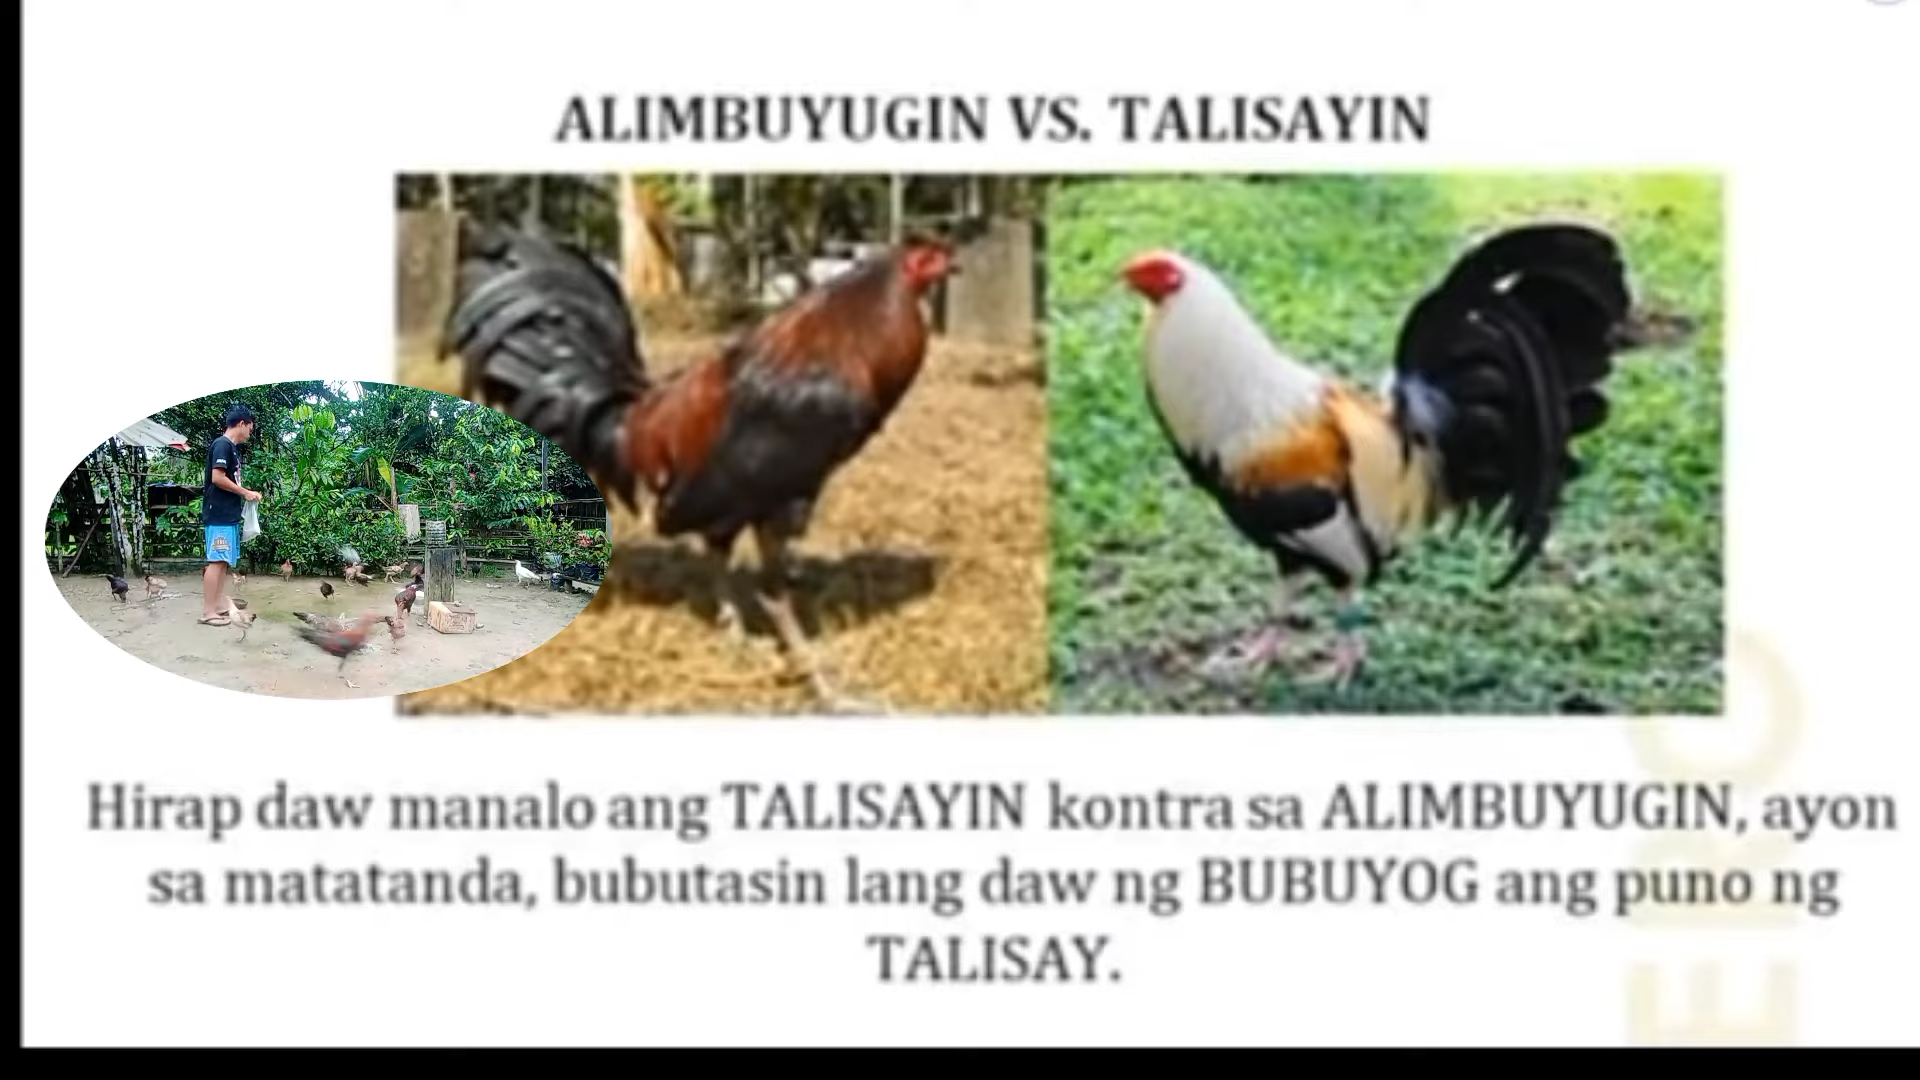 ALIMBUYUGIN VS. TALISAYIN
Hirap daw manalo ang TALISAYIN kontra sa ALIMBUYUGIN, ayon
sa matatanda, bubutasin lang daw ng BUBUYOG ang puno ng
TALISAY.